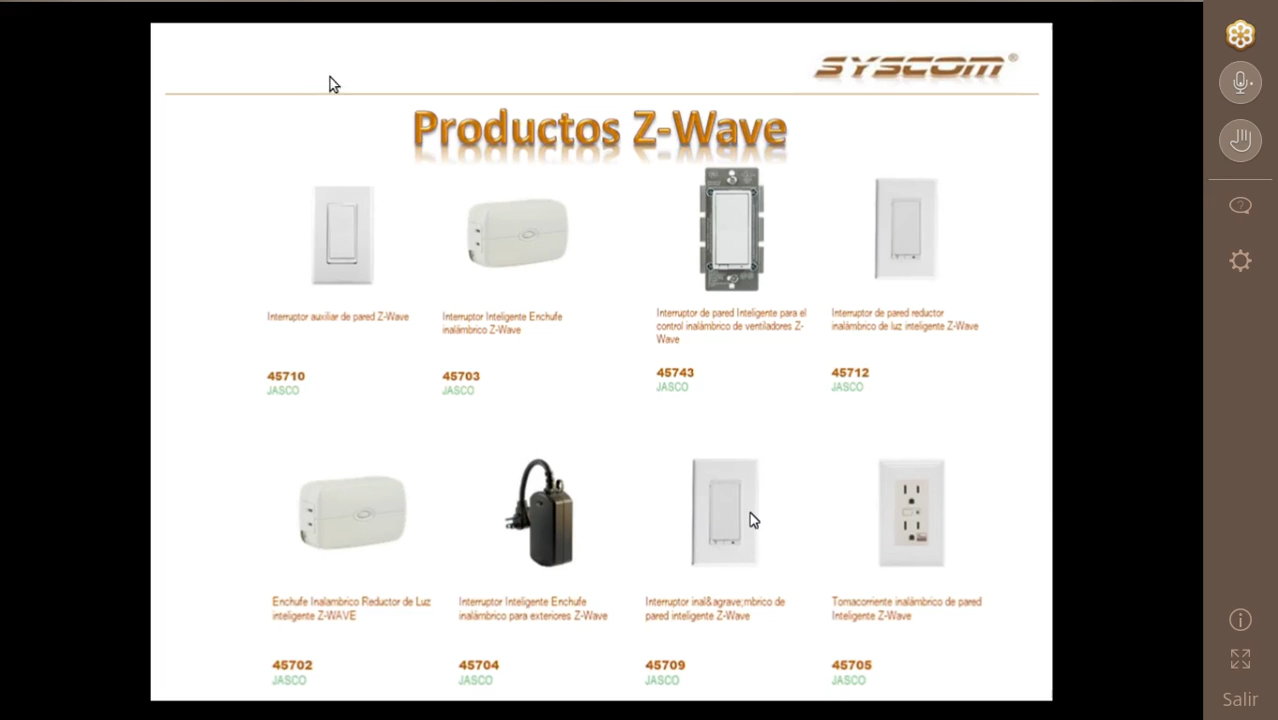 SYSCOM®
Productos Z-Wave
Interruptor auxiliar de pared Z-Wave
45710
JASCO
Interruptor Inteligente Enchufe
inalámbrico Z-Wave
45703
JASCO
Interruptor de pared Inteligente para el
control inalámbrico de ventiladores Z-
Wave
45743
JASCO
Interruptor de pared reductor
inalámbrico de luz inteligente Z-Wave
45712
JASCO
Enchufe Inalambrico Reductor de Luz
inteligente Z-WAVE
45702
JASCO
Interruptor Inteligente Enchufe
inalámbrico para exteriores Z-Wave
45704
JASCO
Interruptor inal&agrave;mbrico de
pared inteligente Z-Wave
45709
JASCO
Tomacorriente inalámbrico de pared
Inteligente Z-Wave
45705
JASCO
Salir